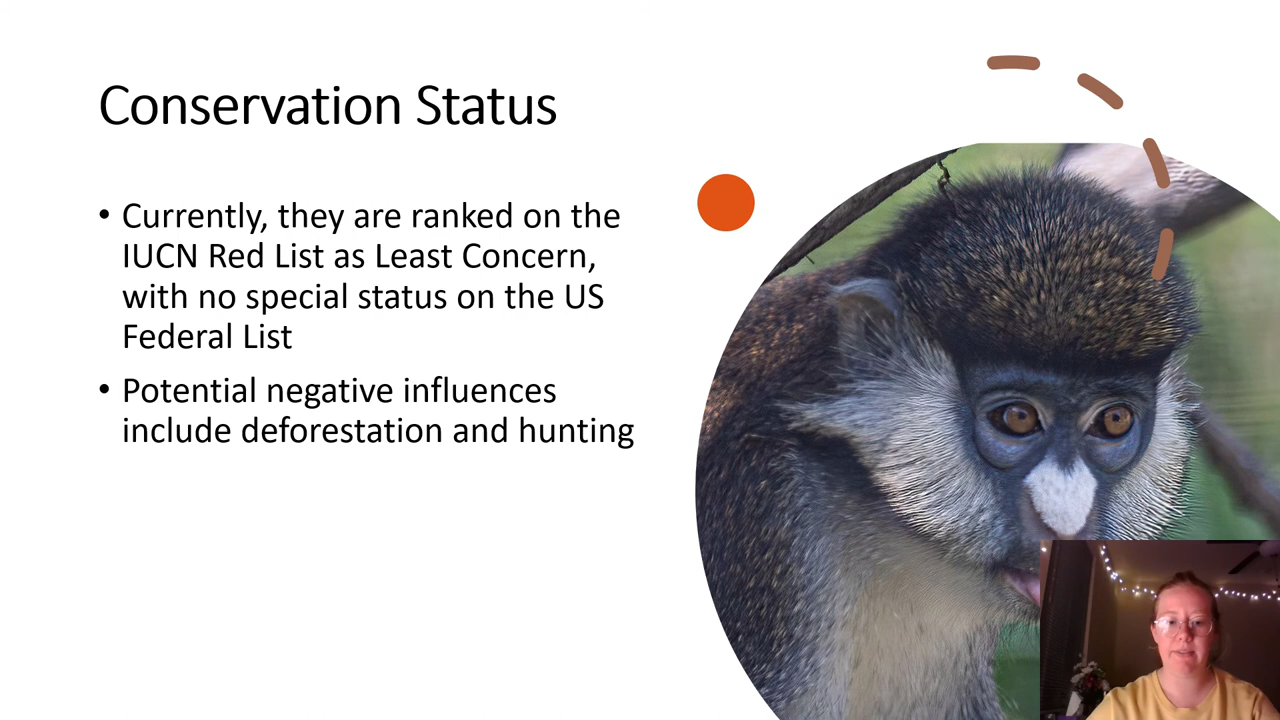 Conservation Status
• Currently, they are ranked on the
IUCN Red List as Least Concern,
with no special status on the US
Federal List
• Potential negative influences
include deforestation and hunting